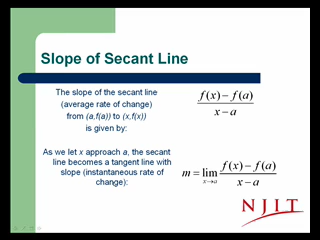 Slope of Secant Line
The slope of the secant line
(average rate of change)
from (a,f(a)) to (x,f(x))
is given by:
f(x) − f(a)
x − a
As we let x approach a, the secant
line becomes a tangent line with
slope (instantaneous rate of
change):
m = lim f(x) − f(a)
x→a x − a
NJIT